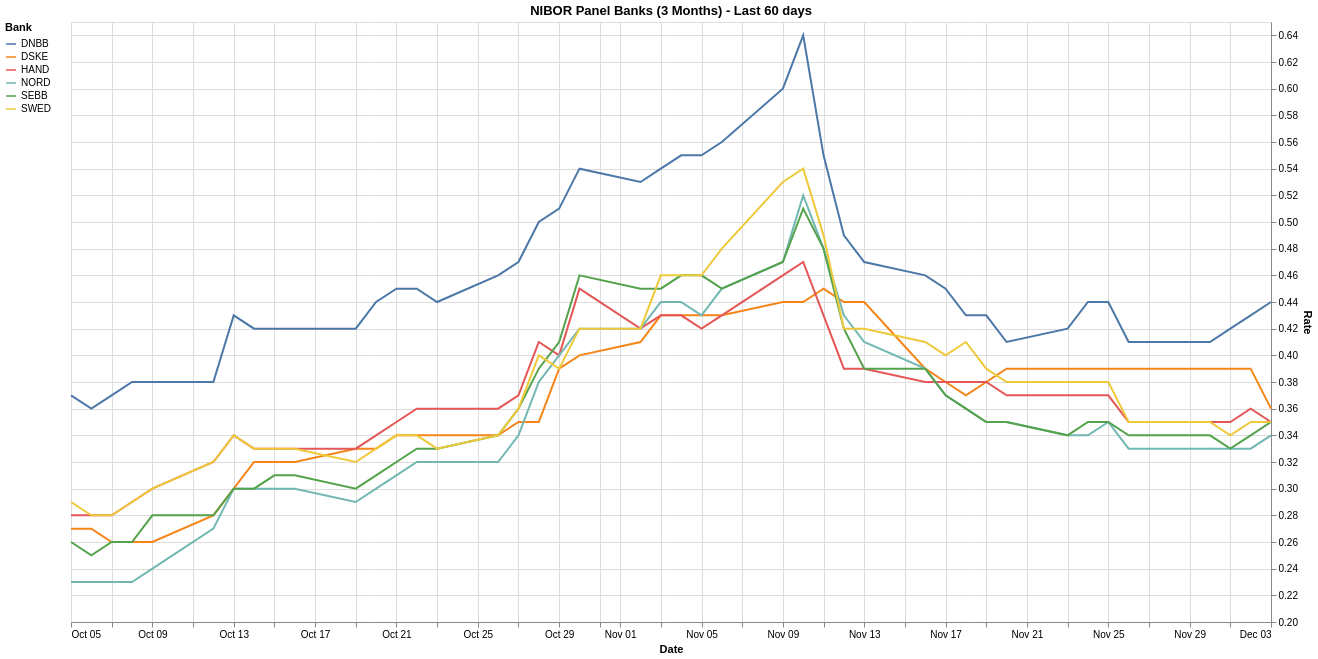 NIBOR Panel Banks (3 Months) - Last 60 days
Bank
DNBB
DSKE
HAND
NORD
SEBB
SWED
0.64
0.62
0.60
0.58
0.56
0.54
0.52
0.50
0.48
0.46
0.44
0.42
0.40
0.38
0.36
0.34
0.32
0.30
0.28
0.26
0.24
0.22
0.20
Rate
Oct 05 Oct 09 Oct 13 Oct 17 Oct 21 Oct 25 Oct 29 Nov 01 Nov 05 Nov 09 Nov 13 Nov 17 Nov 21 Nov 25 Nov 29 Dec 03
Date